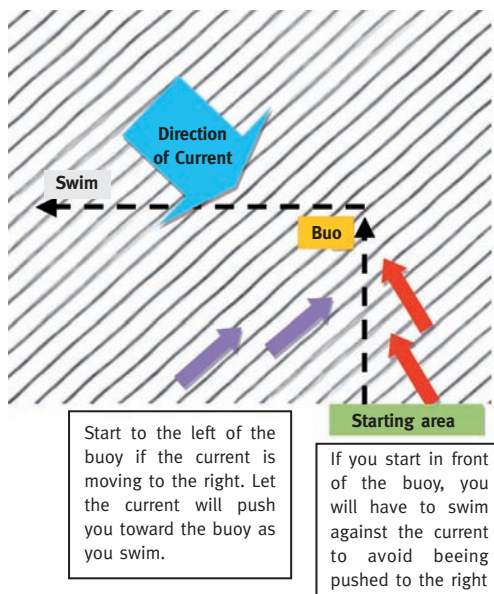 Direction
of Current
Swim
Buo
Starting area
Start to the left of the
buoy if the current is
moving to the right. Let
the current will push
you toward the buoy as
you swim.
If you start in front
of the buoy, you
will have to swim
against the current
to avoid beeing
pushed to the right